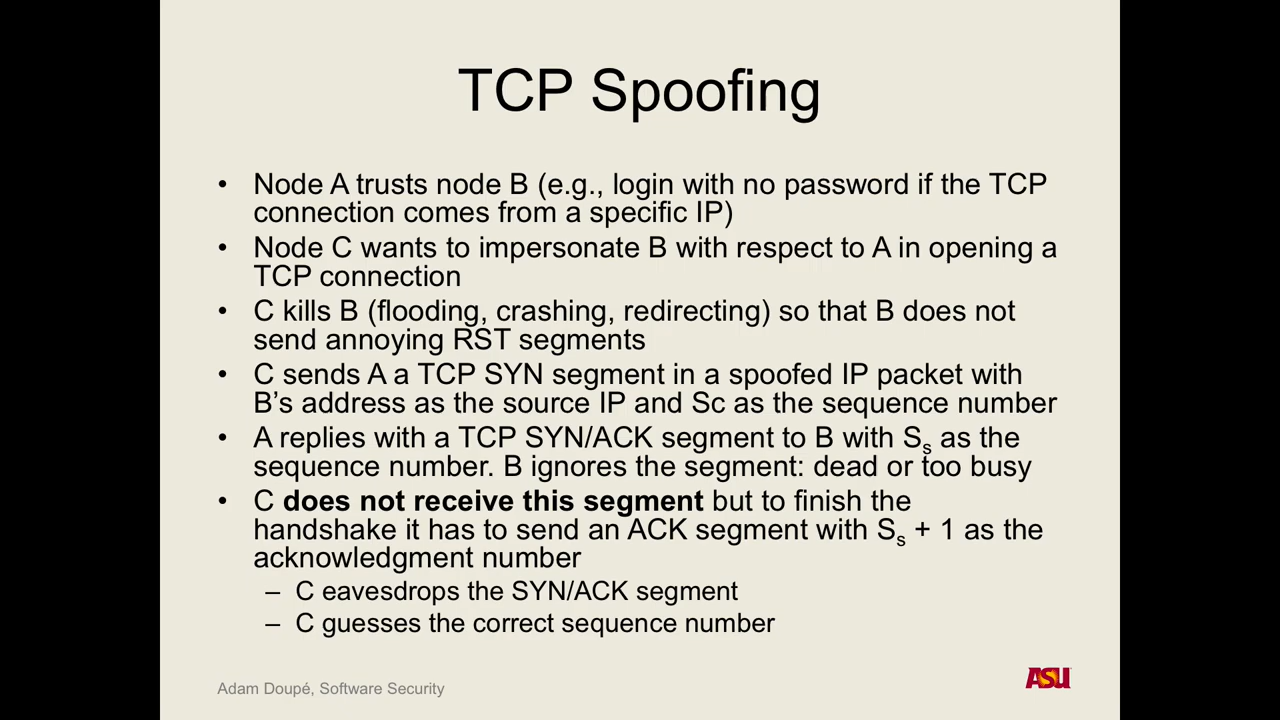 TCP Spoofing
• Node A trusts node B (e.g., login with no password if the TCP
connection comes from a specific IP)
• Node C wants to impersonate B with respect to A in opening a
TCP connection
• C kills B (flooding, crashing, redirecting) so that B does not
send annoying RST segments
• C sends A a TCP SYN segment in a spoofed IP packet with
B's address as the source IP and Sc as the sequence number
• A replies with a TCP SYN/ACK segment to B with Ss as the
sequence number. B ignores the segment: dead or too busy
• C does not receive this segment but to finish the
handshake it has to send an ACK segment with Ss + 1 as the
acknowledgment number
– C eavesdrops the SYN/ACK segment
– C guesses the correct sequence number
Adam Doupé, Software Security
ASU